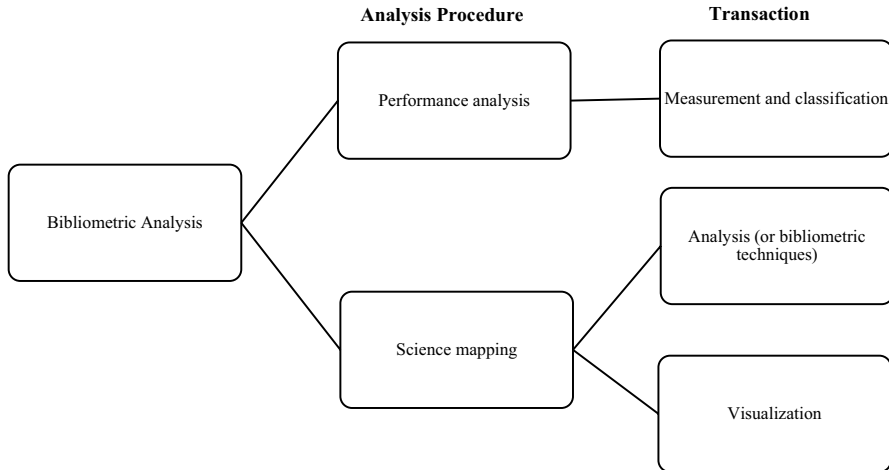 Analysis Procedure
Transaction
Performance analysis
Measurement and classification
Bibliometric Analysis
Analysis (or bibliometric
techniques)
Science mapping
Visualization